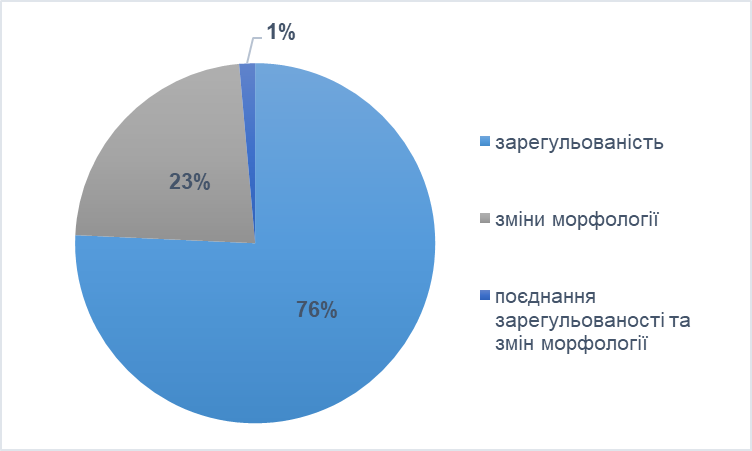 1%
23%
76%
зарегульованість
зміни морфології
поєднання
зарегульованості та
змін морфології